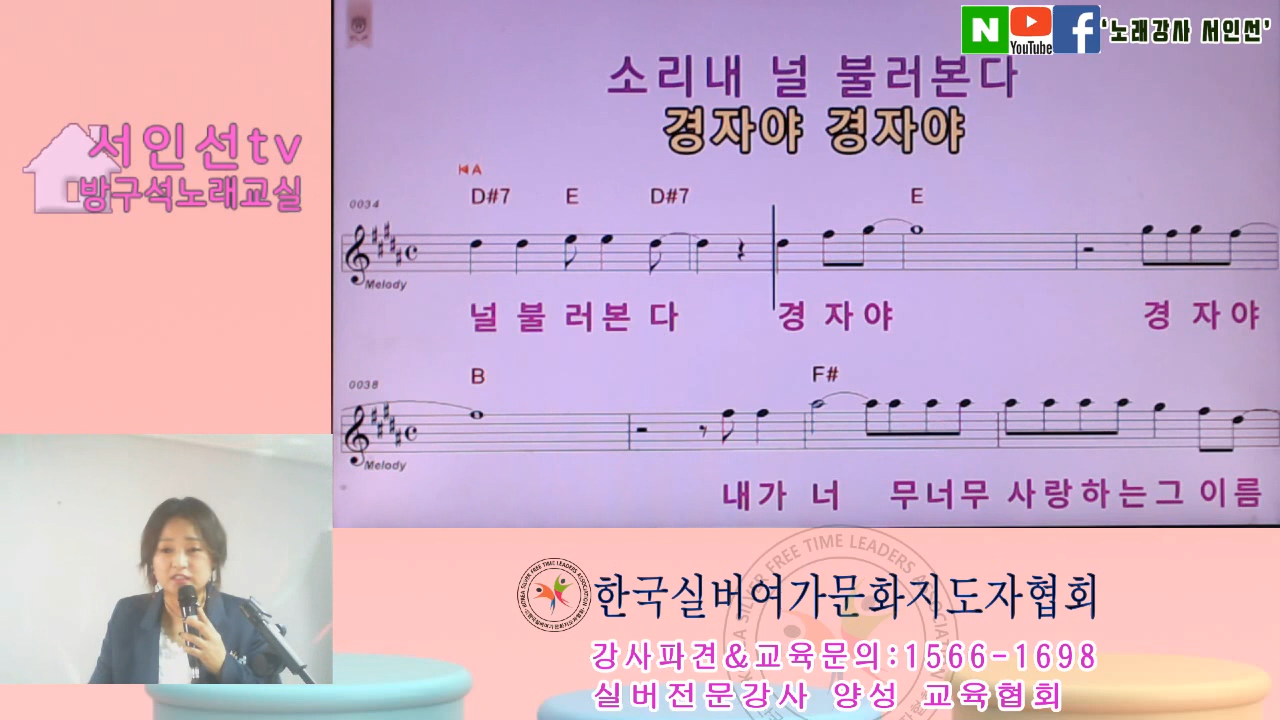 N YouTube f '노래강사 서인선'
서인선tv
방구석노래교실
소리내 널 불러본다
경자야 경자야
A
D#7 E D#7 E
0034
Melody
널 불 러본 다 경 자야 경 자야
B F#
0038
Melody
내가 너 무너무 사랑하는그 이름
한국실버여가문화지도자협회
강사파견&교육문의:1566-1698
실버전문강사 양성 교육협회